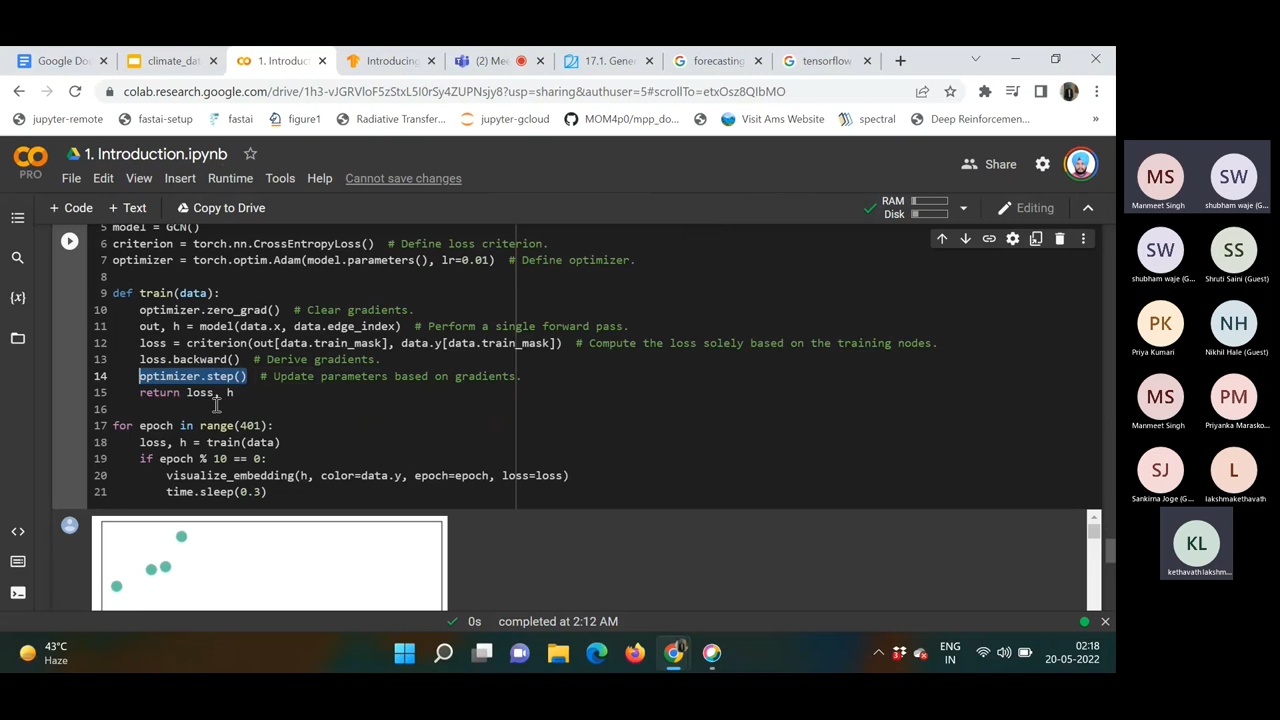 Google Do
climate_da
1. Introduc
Introducing
(2) Me
17.1. Gene
forecasting
tensorflow
colab.research.google.com/drive/1h3-vJGRVloF5zStxL5I0rSy4ZUPNsjy8?usp=sharing&authuser=5#scrollTo=etxOsz8QIbMO
jupyter-remote
fastai-setup
fastai
figure1
Radiative Transfer...
jupyter-gcloud
MOM4p0/mpp_do...
Visit Ams Website
spectral
Deep Reinforcemen...
»
CO
PRO
1. Introduction.ipynb
File Edit View Insert Runtime Tools Help Cannot save changes
Share
+ Code + Text Copy to Drive
RAM
Disk
Editing
5 model = GCN()
6 criterion = torch.nn.CrossEntropyLoss()  # Define loss criterion.
7 optimizer = torch.optim.Adam(model.parameters(), lr=0.01)  # Define optimizer.
8
9 def train(data):
10     optimizer.zero_grad()  # Clear gradients.
11     out, h = model(data.x, data.edge_index)  # Perform a single forward pass.
12     loss = criterion(out[data.train_mask], data.y[data.train_mask])  # Compute the loss solely based on the training nodes.
13     loss.backward()  # Derive gradients.
14     optimizer.step()  # Update parameters based on gradients.
15     return loss, h
16
17 for epoch in range(401):
18     loss, h = train(data)
19     if epoch % 10 == 0:
20         visualize_embedding(h, color=data.y, epoch=epoch, loss=loss)
21         time.sleep(0.3)
0s completed at 2:12 AM
43°C
Haze
ENG
IN
02:18
20-05-2022
MS
Manmeet Singh
SW
shubham waje (G...
SW
shubham waje (G...
SS
Shruti Saini (Guest)
PK
Priya Kumari
NH
Nikhil Hale (Guest)
MS
Manmeet Singh
PM
Priyanka Marasko...
SJ
Sankirna Joge (G...
L
lakshmakethavath
KL
kethavath lakshm...